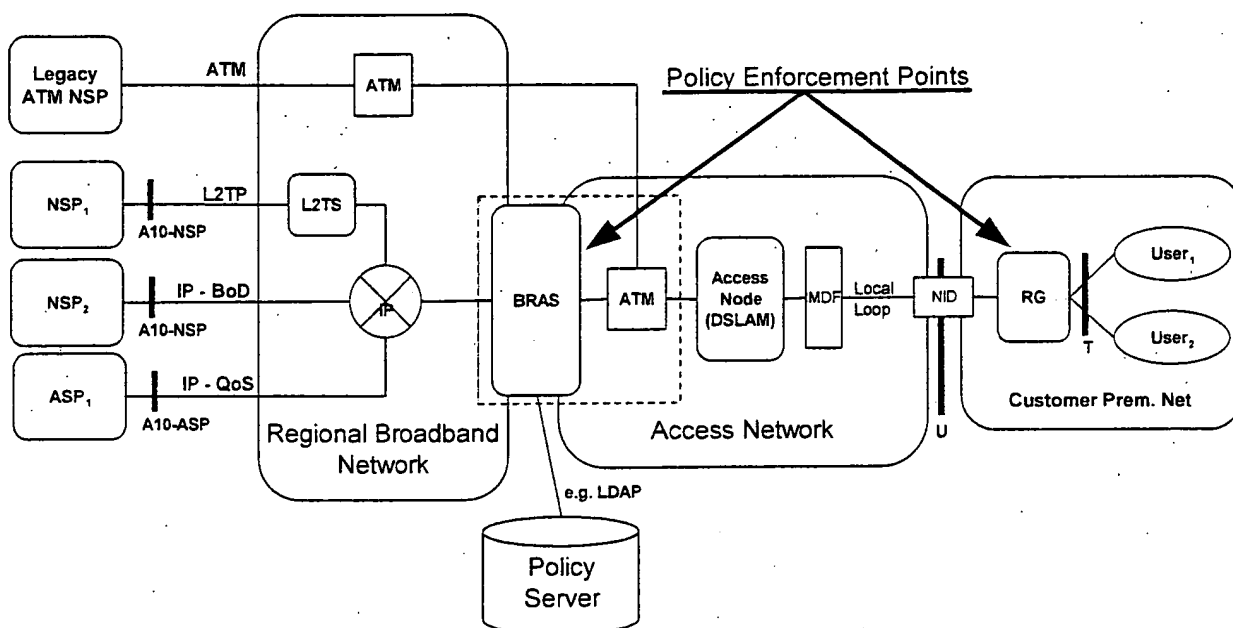 Legacy
ATM NSP
ATM
ATM
Policy Enforcement Points
NSP₁
L2TP
A10-NSP
L2TS
NSP₂
IP - BoD
A10-NSP
IP
ASP₁
IP - QoS
A10-ASP
Regional Broadband
Network
BRAS
ATM
Access
Node
(DSLAM)
MDF
Local
Loop
Access Network
NID
U
RG
T
User₁
User₂
Customer Prem. Net
e.g. LDAP
Policy
Server